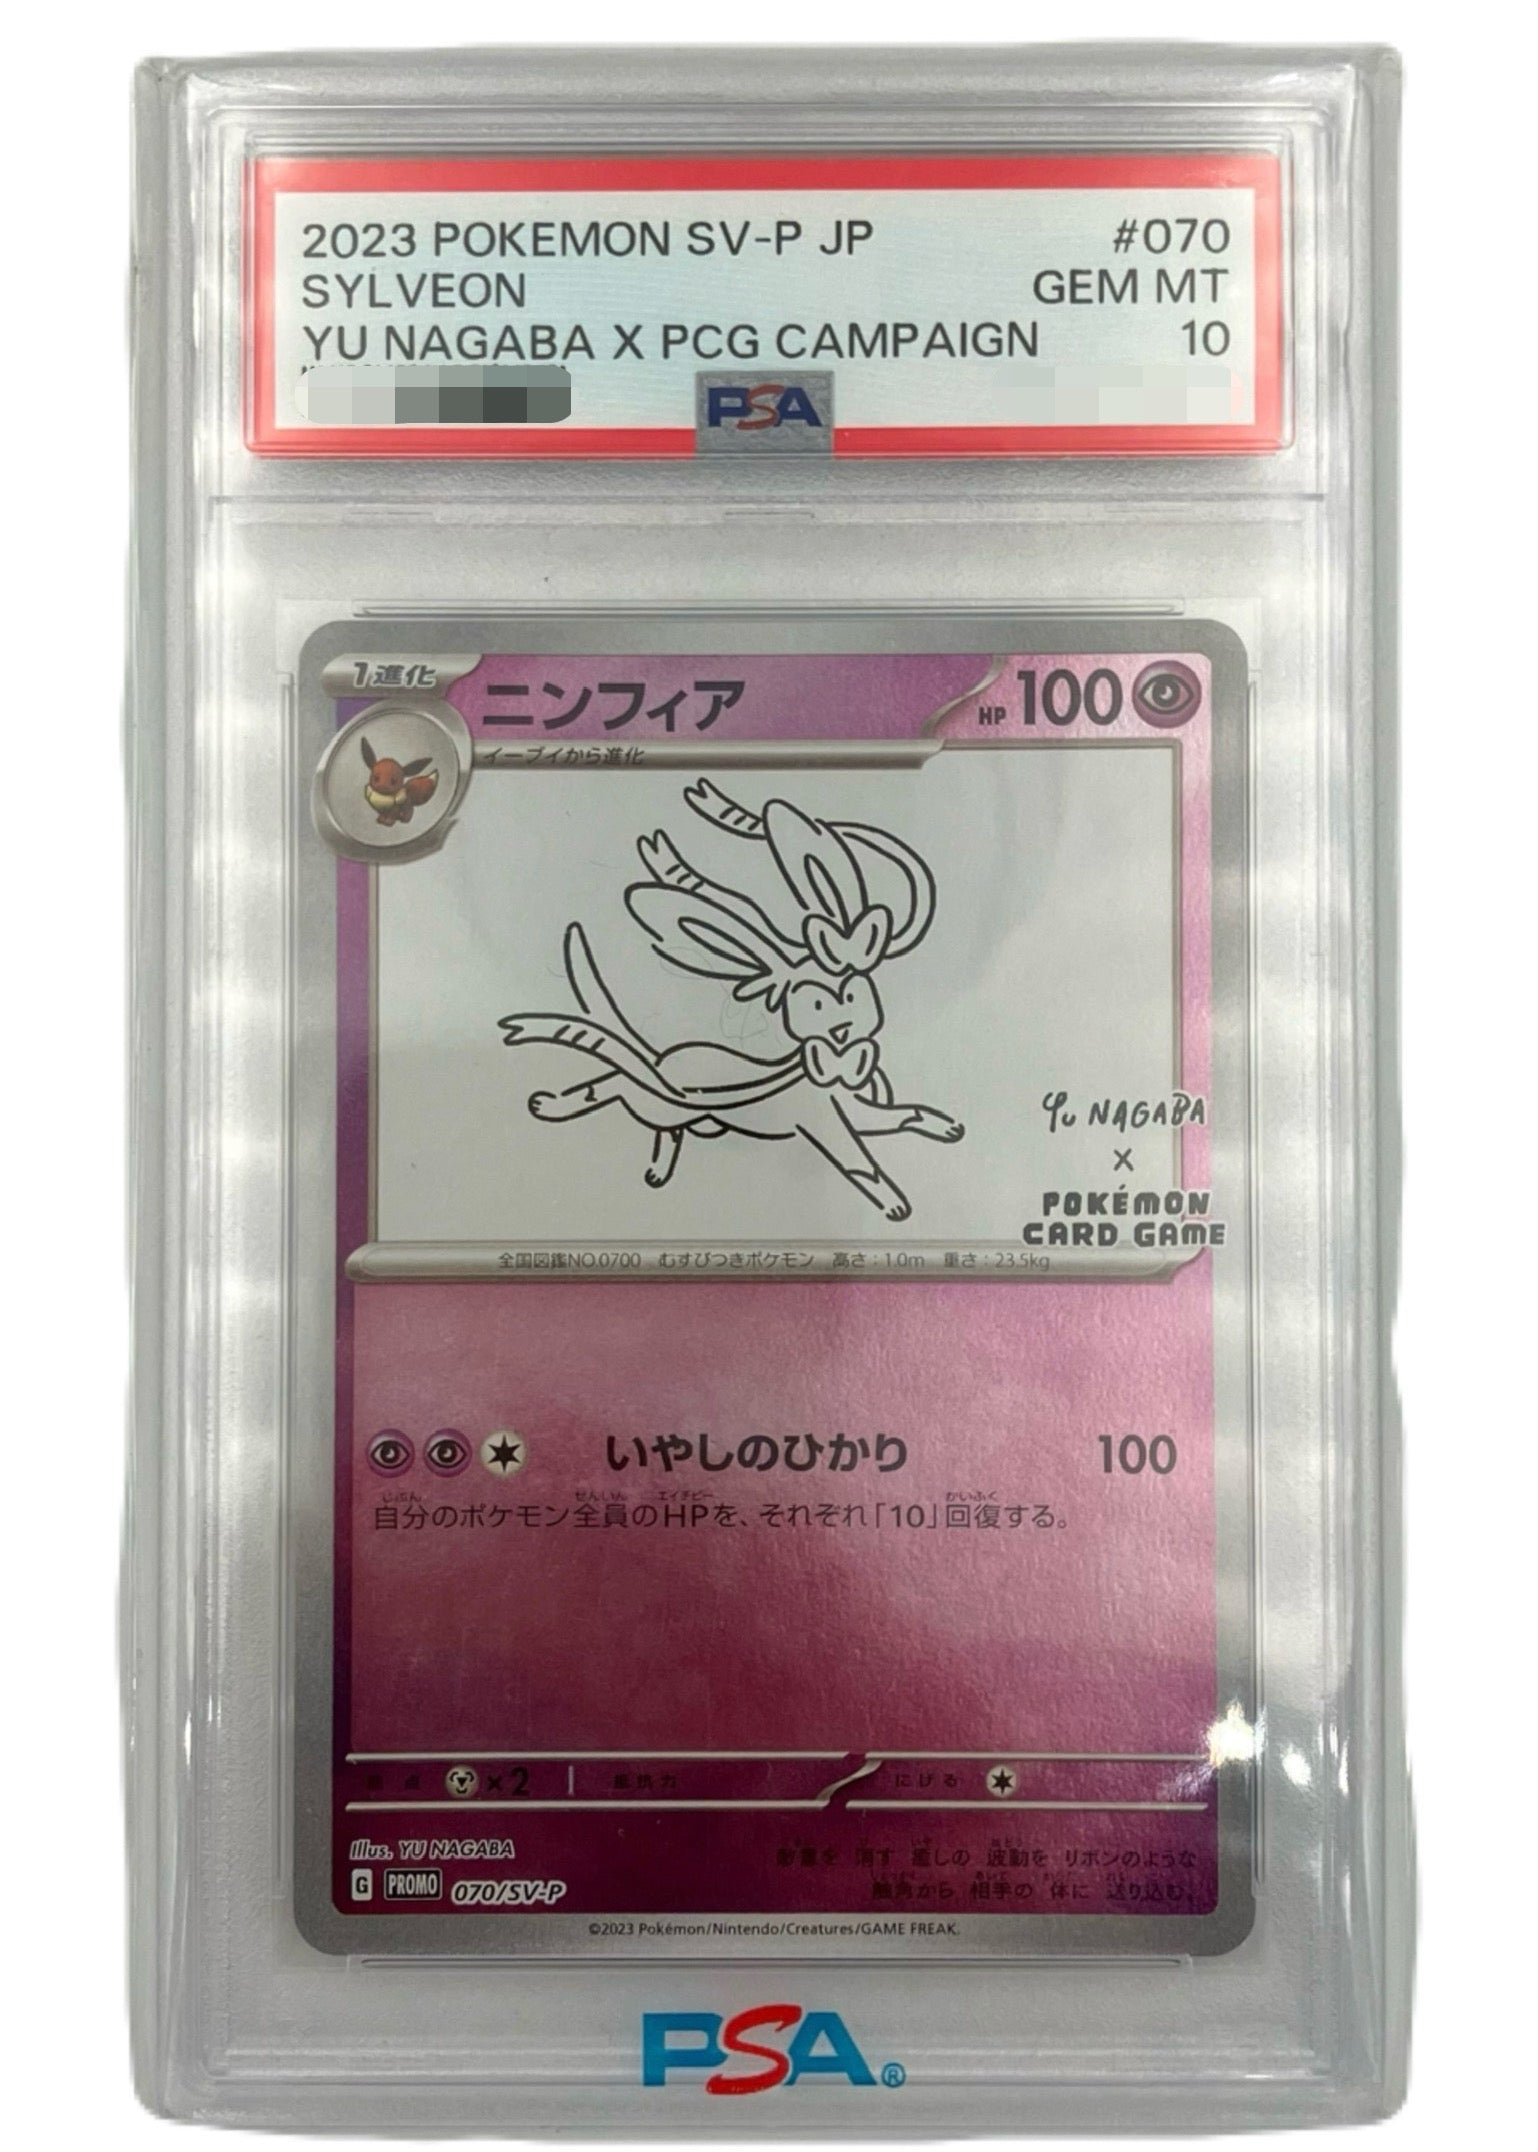 2023 POKEMON SV-P JP #070
SYLVEON GEM MT
YU NAGABA X PCG CAMPAIGN 10
PSA
1進化
ニンフィア
HP 100
イーブイから進化
Yu NAGABA
×
POKÉMON
CARD GAME
全国図鑑NO.0700 むすびつきポケモン 高さ:1.0m 重さ:23.5kg
いやしのひかり 100
自分のポケモン全員のHPを、それぞれ「10」回復する。
×2 抵抗力 にげる
Illus. YU NAGABA
G PROMO 070/SV-P
消す 癒しの 波動を リボンのような
触角から 相手の 体に 送り込む。
©2023 Pokémon/Nintendo/Creatures/GAME FREAK.
PSA®